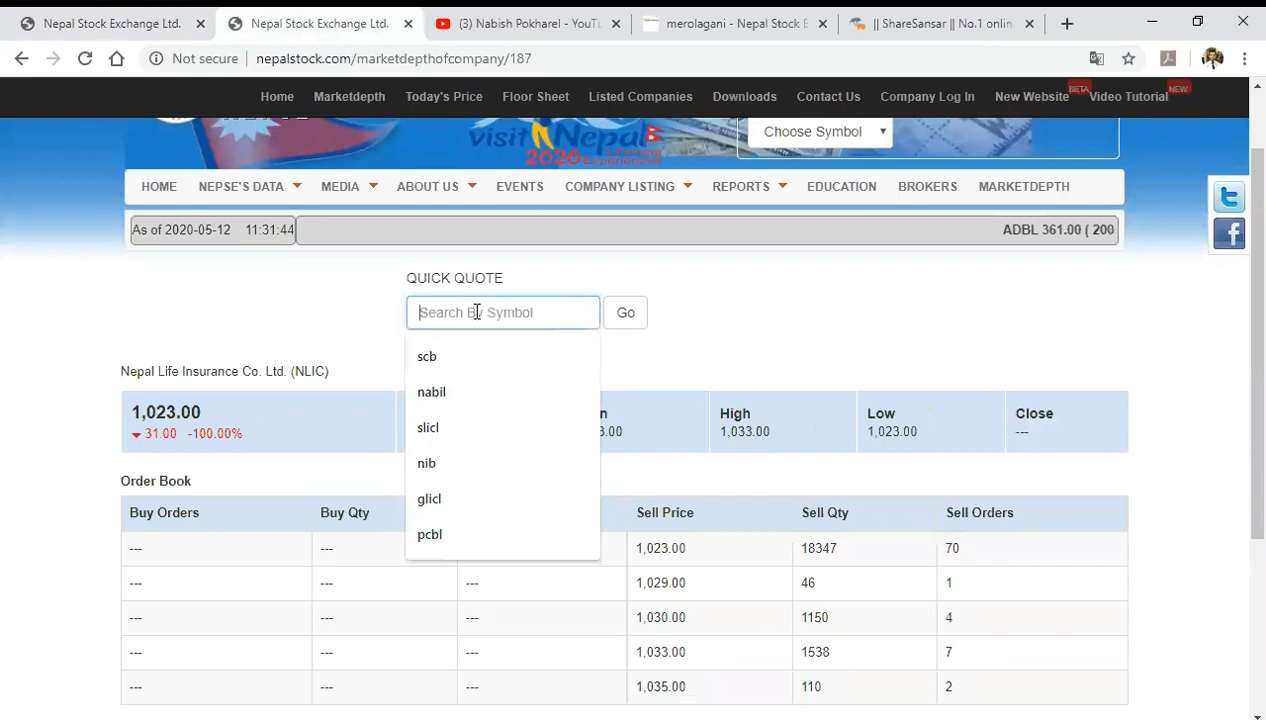 Nepal Stock Exchange Ltd.
Nepal Stock Exchange Ltd.
(3) Nabish Pokharel - YouTu
merolagani - Nepal Stock E
|| ShareSansar || No.1 online
Not secure
nepalstock.com/marketdepthofcompany/187
Home Marketdepth Today's Price Floor Sheet Listed Companies Downloads Contact Us Company Log In New Website BETA Video Tutorial NEW
visit Nepal
2020
Experiences
Choose Symbol
HOME NEPSE'S DATA MEDIA ABOUT US EVENTS COMPANY LISTING REPORTS EDUCATION BROKERS MARKETDEPTH
As of 2020-05-12 11:31:44 ADBL 361.00 ( 200
QUICK QUOTE
Search By Symbol Go
scb
nabil
slicl
nib
glicl
pcbl
Nepal Life Insurance Co. Ltd. (NLIC)
1,023.00 n High Low Close
31.00 -100.00% 3.00 1,033.00 1,023.00 ---
Order Book
Buy Orders Buy Qty Sell Price Sell Qty Sell Orders
--- --- 1,023.00 18347 70
--- --- --- 1,029.00 46 1
--- --- --- 1,030.00 1150 4
--- --- --- 1,033.00 1538 7
--- --- --- 1,035.00 110 2